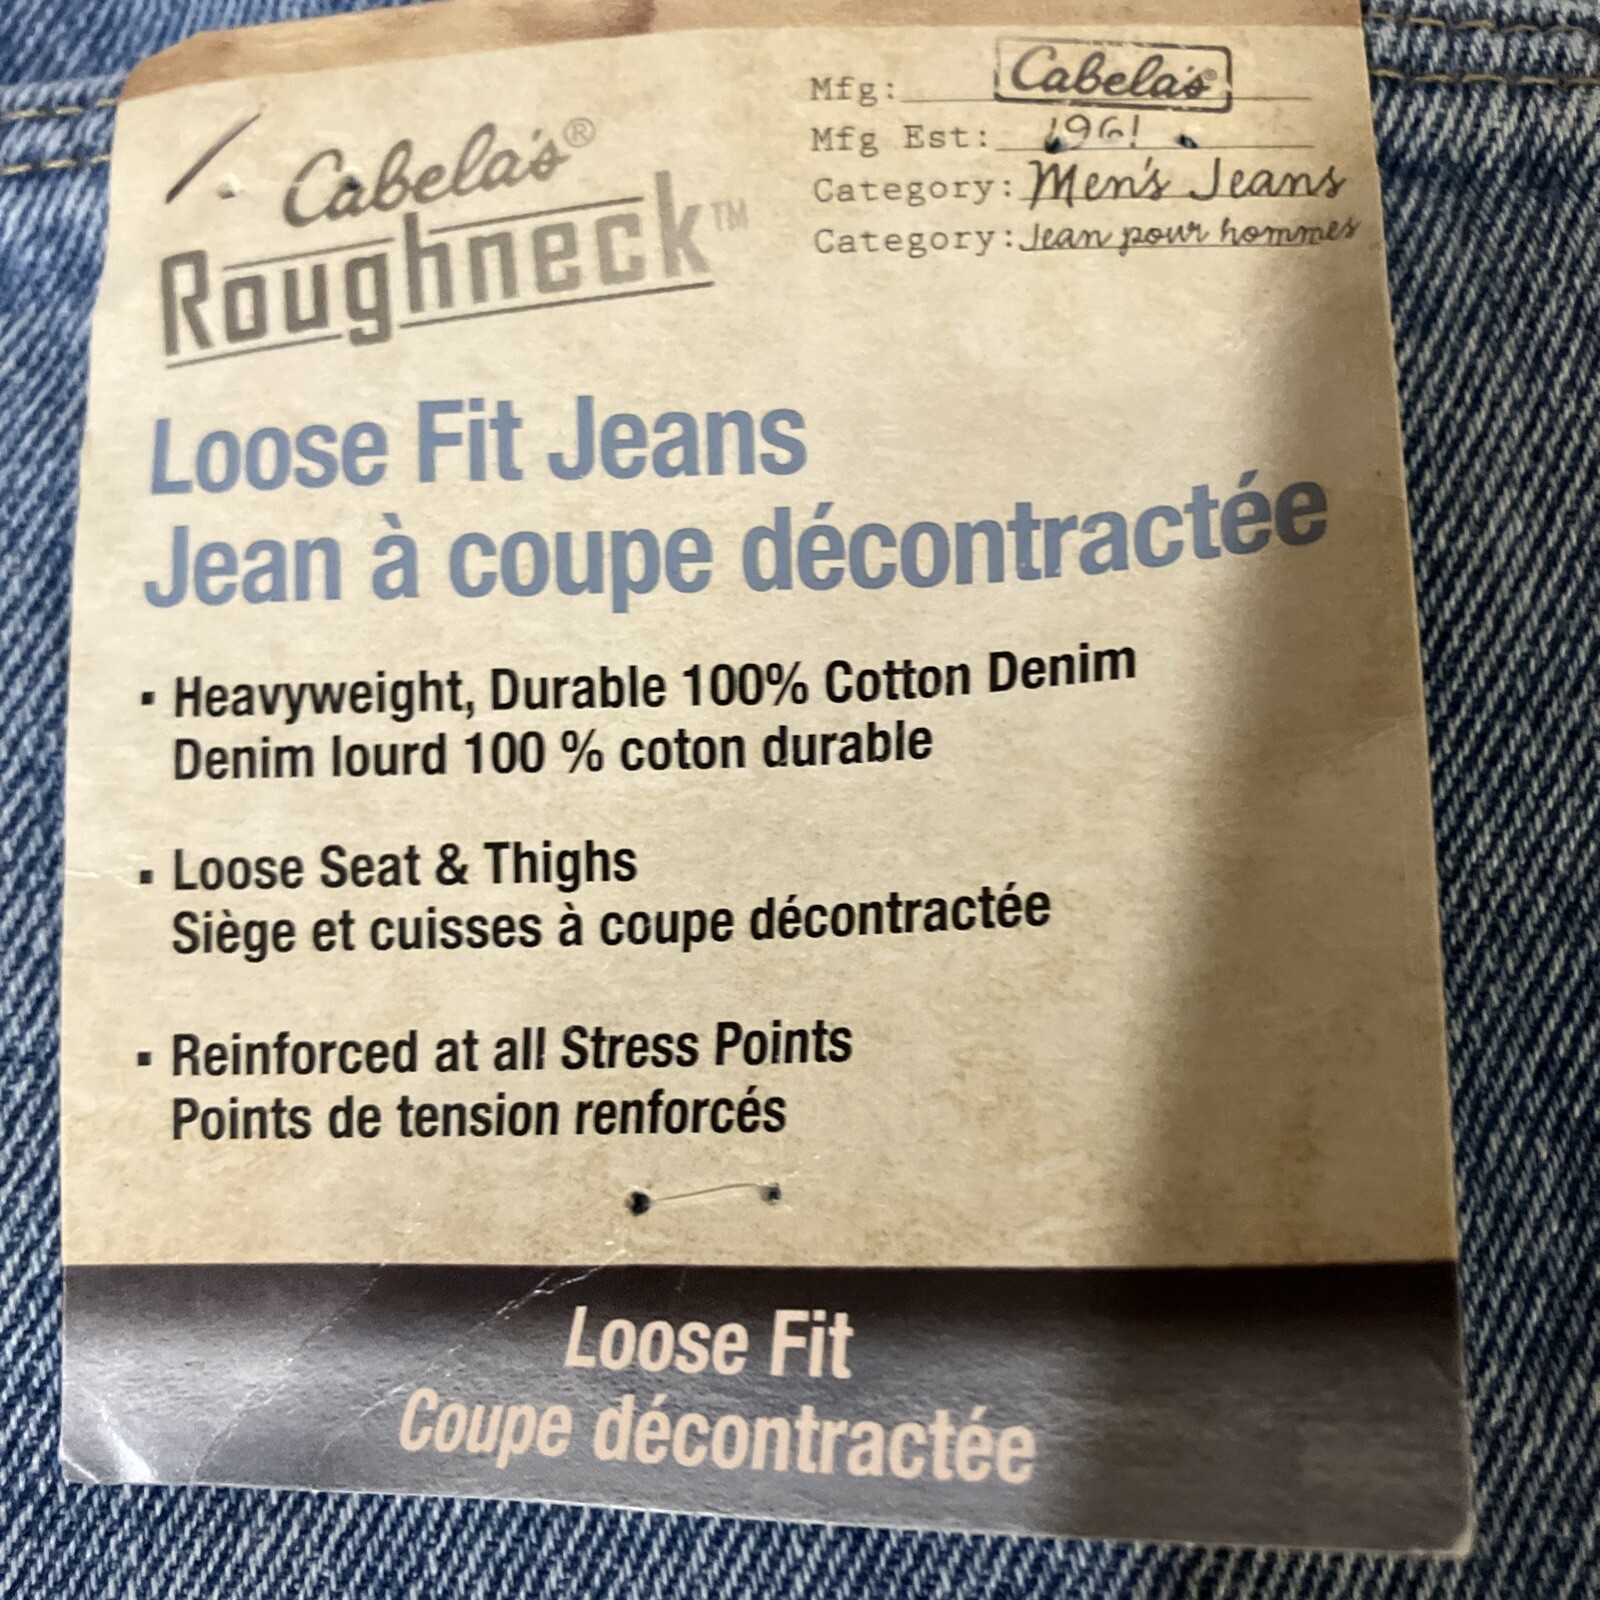 Cabela's®
Roughneck™
Mfg: Cabela's®
Mfg Est: 1961
Category: Men's Jeans
Category: Jean pour hommes
Loose Fit Jeans
Jean à coupe décontractée
▪ Heavyweight, Durable 100% Cotton Denim
Denim lourd 100 % coton durable
▪ Loose Seat & Thighs
Siège et cuisses à coupe décontractée
▪ Reinforced at all Stress Points
Points de tension renforcés
Loose Fit
Coupe décontractée